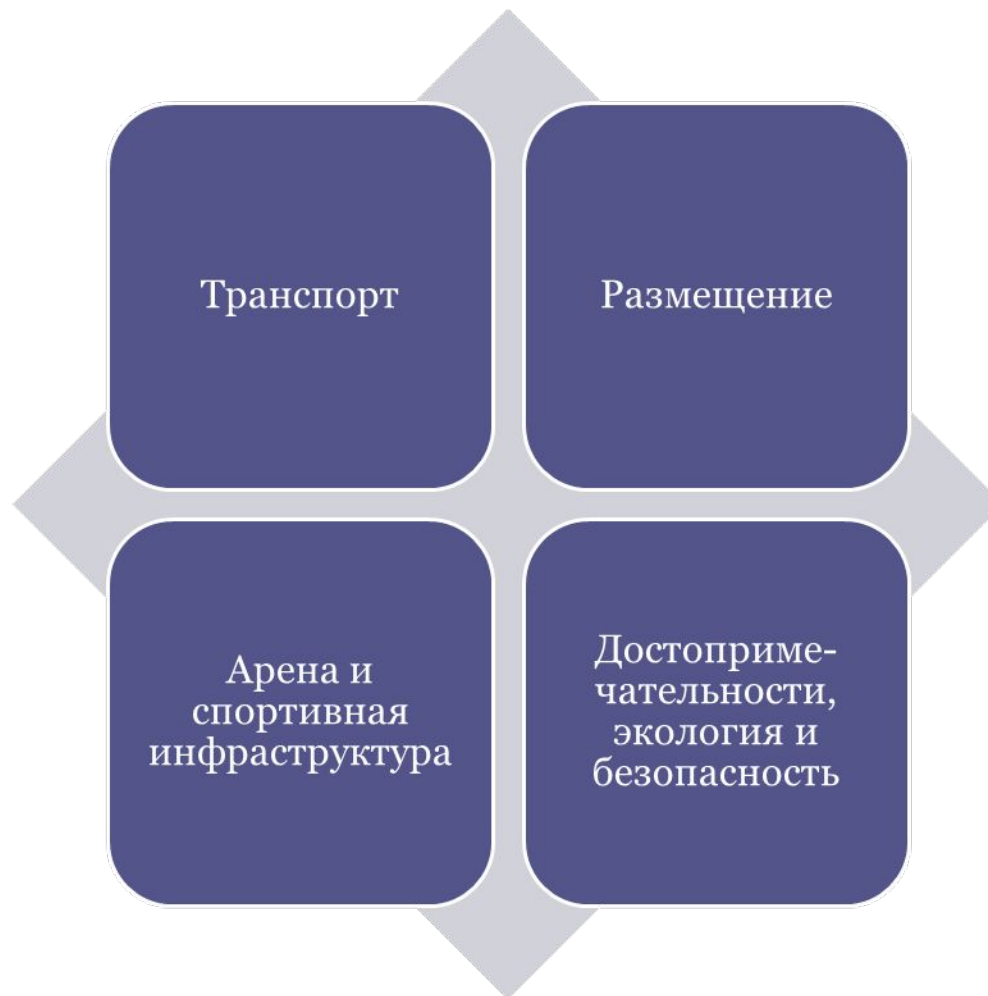 Транспорт
Размещение
Арена и
спортивная
инфраструктура
Достоприме-
чательности,
экология и
безопасность